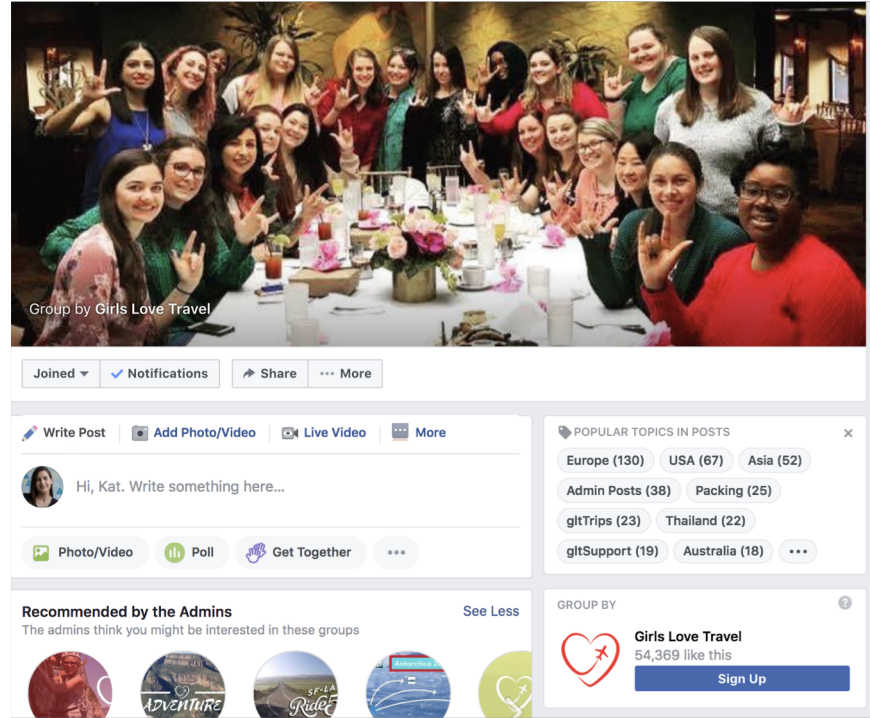 Group by Girls Love Travel
Joined
Notifications
Share
More
Write Post
Add Photo/Video
Live Video
More
Hi, Kat. Write something here...
Photo/Video
Poll
Get Together
Recommended by the Admins
See Less
The admins think you might be interested in these groups
ADVENTURE
SF-LA
Ride
Antarctica
POPULAR TOPICS IN POSTS
Europe (130)
USA (67)
Asia (52)
Admin Posts (38)
Packing (25)
gltTrips (23)
Thailand (22)
gltSupport (19)
Australia (18)
GROUP BY
Girls Love Travel
54,369 like this
Sign Up